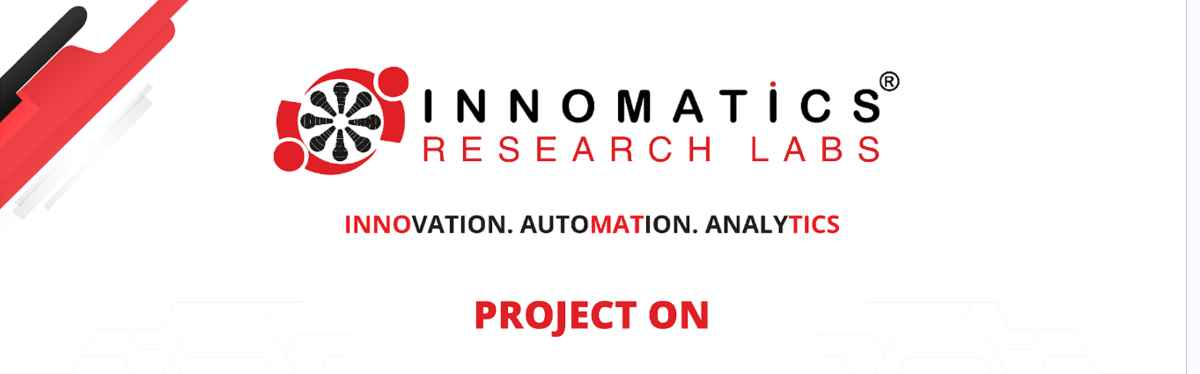 INNOMATICS®
RESEARCH LABS
INNOVATION. AUTOMATION. ANALYTICS
PROJECT ON